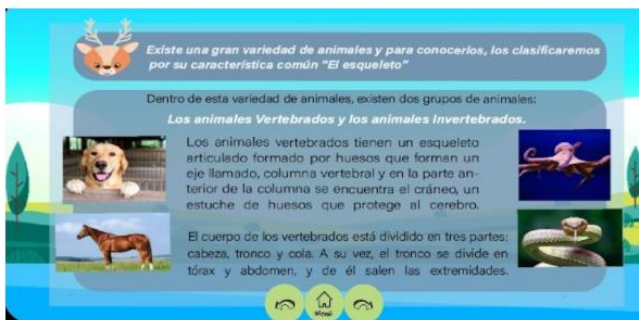 Existe una gran variedad de animales y para conocerlos, los clasificaremos
por su característica común "El esqueleto"
Dentro de esta variedad de animales, existen dos grupos de animales:
Los animales Vertebrados y los animales Invertebrados.
Los animales vertebrados tienen un esqueleto
articulado formado por huesos que forman un
eje llamado, columna vertebral y en la parte an-
terior de la columna se encuentra el cráneo, un
estuche de huesos que protege al cerebro.
El cuerpo de los vertebrados está dividido en tres partes:
cabeza, tronco y cola. A su vez, el tronco se divide en
tórax y abdomen, y de él salen las extremidades.
Menú